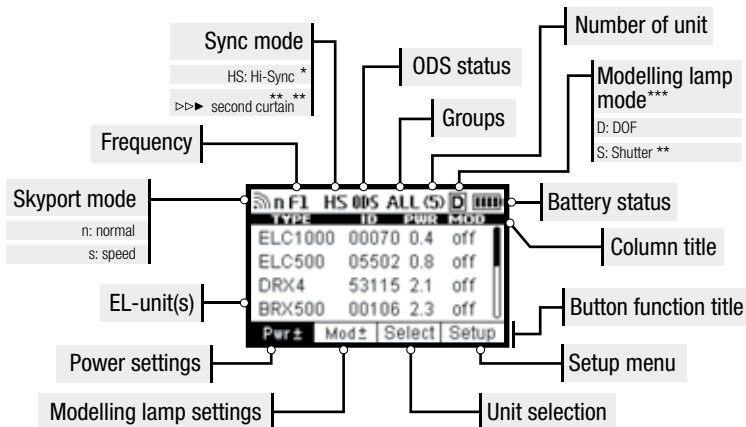 Number of unit
Sync mode
HS: Hi-Sync *
** **
▷▷► second curtain
ODS status
Modelling lamp
mode***
D: DOF
S: Shutter **
Groups
Frequency
Skyport mode
n: normal
s: speed
n F1 HS ODS ALL (5) D
Battery status
TYPE ID PWR MOD
Column title
ELC1000 00070 0.4 off
ELC500 05502 0.8 off
DRX4 53115 2.1 off
BRX500 00106 2.3 off
EL-unit(s)
Button function title
Pwr± Mod± Select Setup
Power settings
Setup menu
Modelling lamp settings
Unit selection